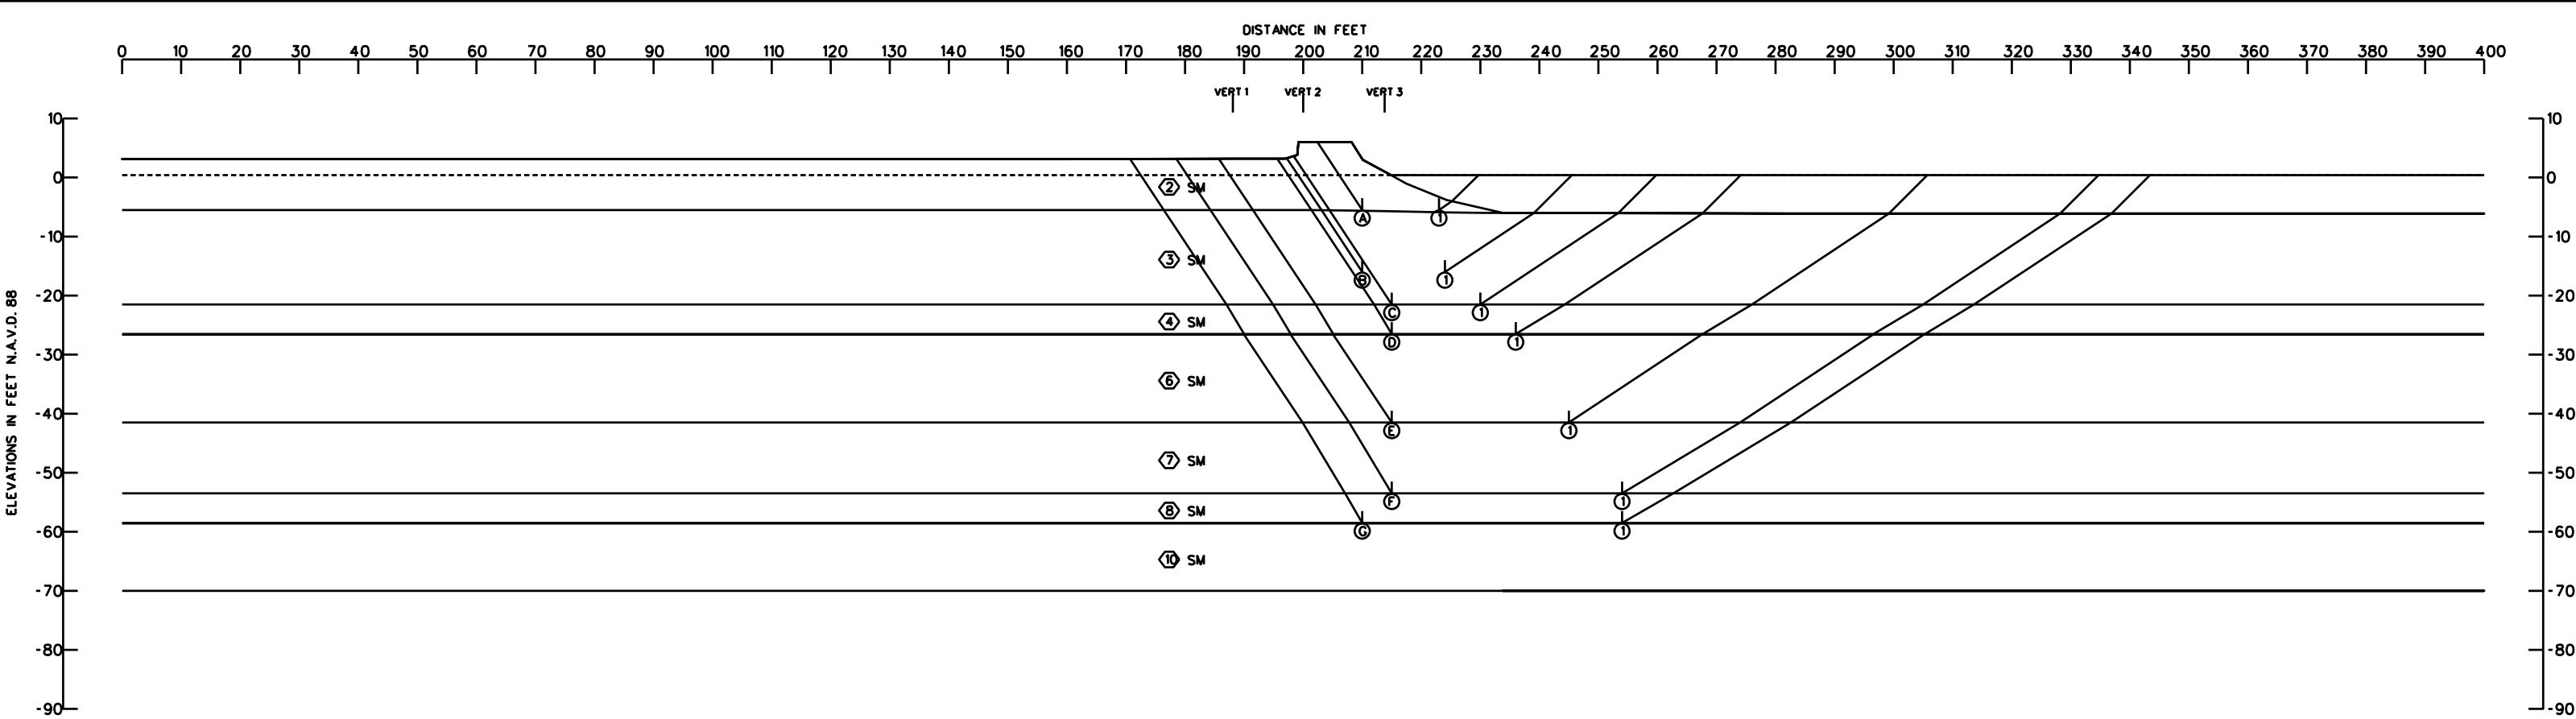 DISTANCE IN FEET
0 10 20 30 40 50 60 70 80 90 100 110 120 130 140 150 160 170 180 190 200 210 220 230 240 250 260 270 280 290 300 310 320 330 340 350 360 370 380 390 400
VERT 1 VERT 2 VERT 3
10 10
0 0
2 SM
A 1
-10 -10
3 SM
B 1
-20 -20
C 1
4 SM
D 1
-30 -30
6 SM
-40 -40
E 1
7 SM
-50 -50
F 1
8 SM
-60 G 1 -60
10 SM
-70 -70
-80 -80
-90 -90
ELEVATIONS IN FEET N.A.V.D. 88